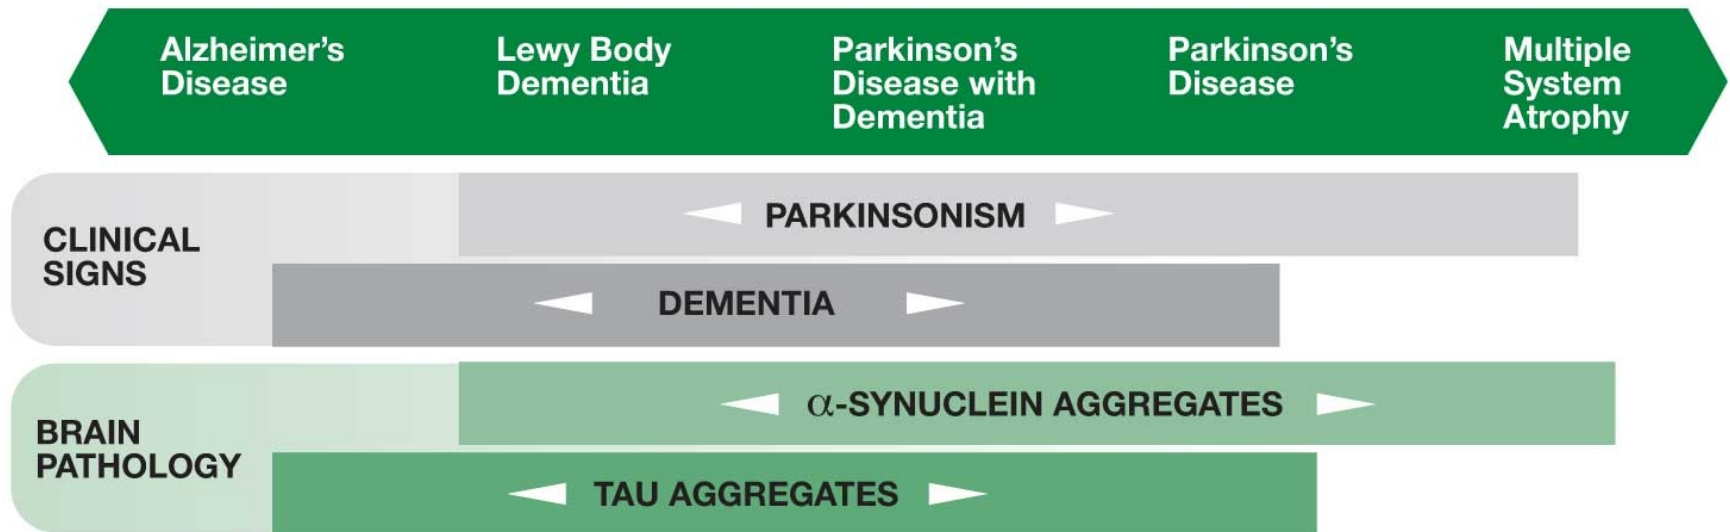 Alzheimer’s
Disease
Lewy Body
Dementia
Parkinson’s
Disease with
Dementia
Parkinson’s
Disease
Multiple
System
Atrophy
CLINICAL
SIGNS
PARKINSONISM
DEMENTIA
BRAIN
PATHOLOGY
α-SYNUCLEIN AGGREGATES
TAU AGGREGATES